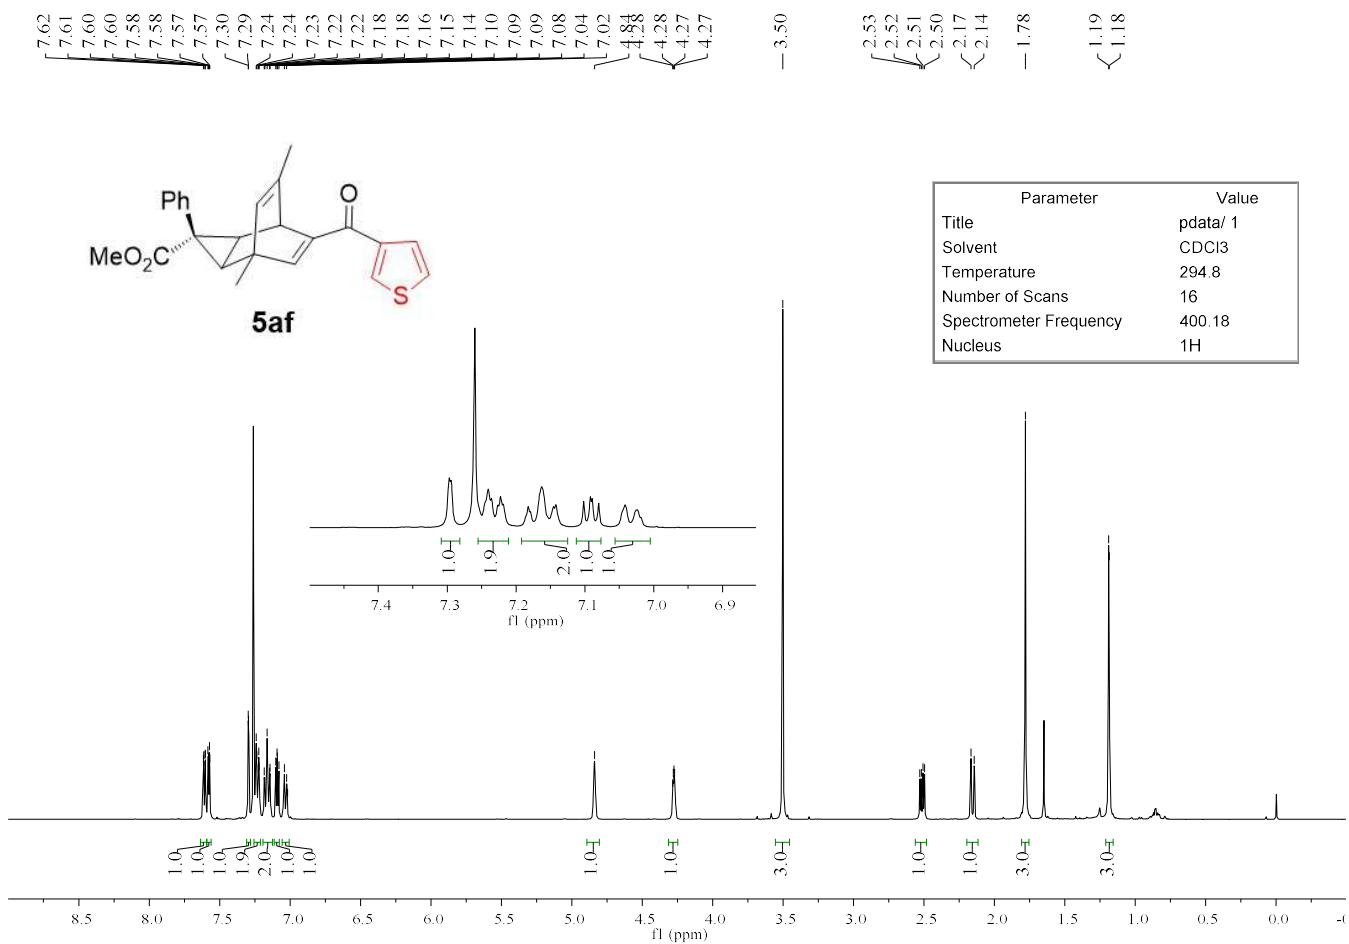 7.62 7.61 7.60 7.60 7.58 7.58 7.57 7.57 7.30 7.29 7.24 7.24 7.23 7.22 7.22 7.18 7.18 7.16 7.15 7.14 7.10 7.09 7.09 7.08 7.04 7.02 4.84 4.28 4.28 4.27 4.27 3.50 2.53 2.52 2.51 2.50 2.17 2.14 1.78 1.19 1.18
Ph
O
MeO2C
S
5af
Parameter Value
Title pdata/ 1
Solvent CDCl3
Temperature 294.8
Number of Scans 16
Spectrometer Frequency 400.18
Nucleus 1H
1.0 1.9 2.0 1.0 1.0
7.4 7.3 7.2 7.1 7.0 6.9
f1 (ppm)
1.0 1.0 1.0 1.9 2.0 1.0 1.0 1.0 1.0 3.0 1.0 1.0 3.0 3.0
8.5 8.0 7.5 7.0 6.5 6.0 5.5 5.0 4.5 4.0 3.5 3.0 2.5 2.0 1.5 1.0 0.5 0.0 -0
f1 (ppm)